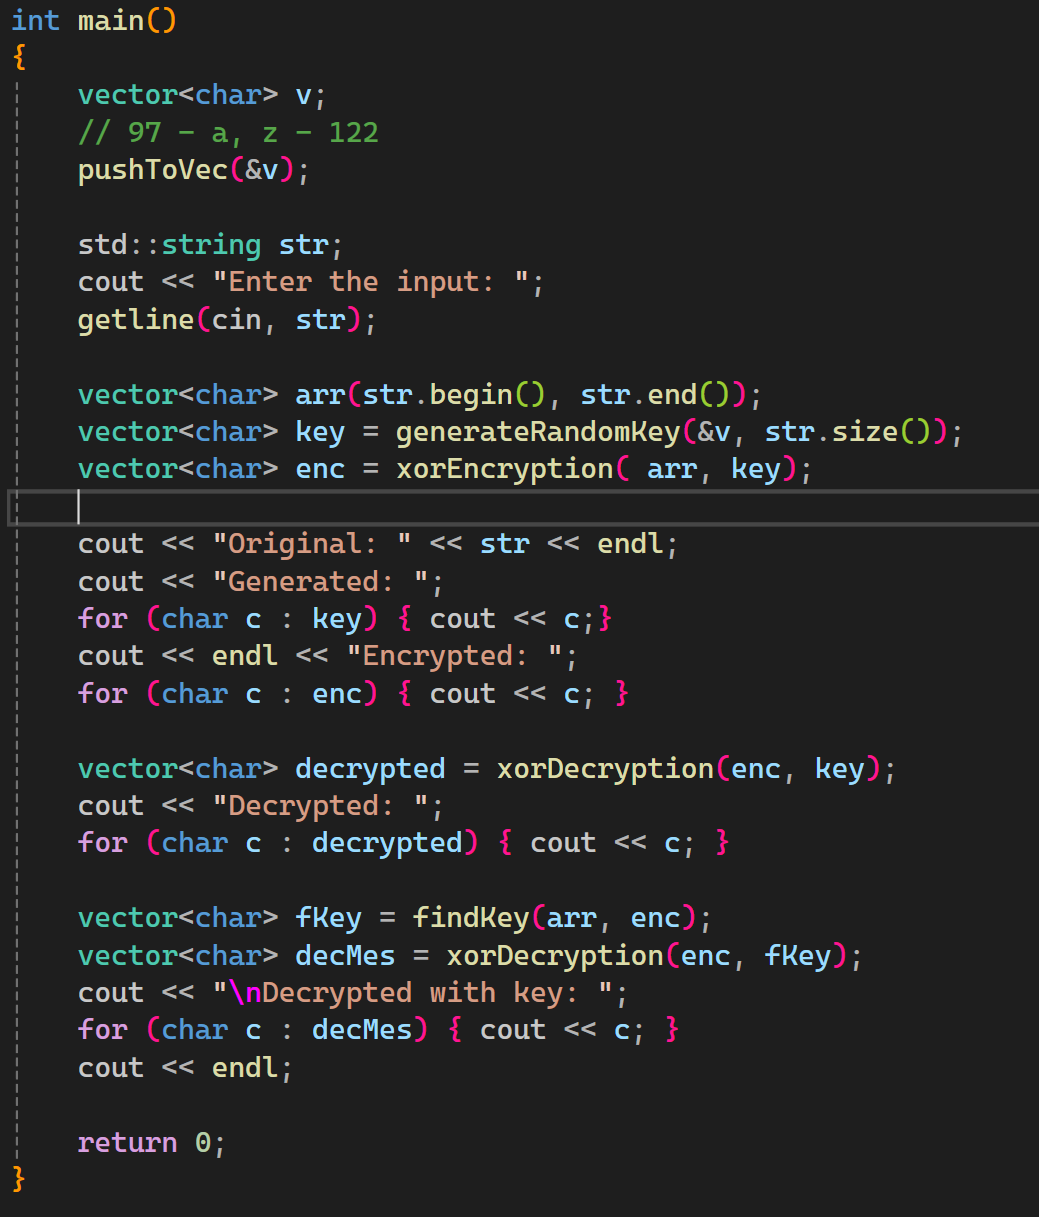 int main()
{
vector<char> v;
// 97 - a, z - 122
pushToVec(&v);
std::string str;
cout << "Enter the input: ";
getline(cin, str);
vector<char> arr(str.begin(), str.end());
vector<char> key = generateRandomKey(&v, str.size());
vector<char> enc = xorEncryption( arr, key);
cout << "Original: " << str << endl;
cout << "Generated: ";
for (char c : key) { cout << c;}
cout << endl << "Encrypted: ";
for (char c : enc) { cout << c; }
vector<char> decrypted = xorDecryption(enc, key);
cout << "Decrypted: ";
for (char c : decrypted) { cout << c; }
vector<char> fKey = findKey(arr, enc);
vector<char> decMes = xorDecryption(enc, fKey);
cout << "\nDecrypted with key: ";
for (char c : decMes) { cout << c; }
cout << endl;
return 0;
}